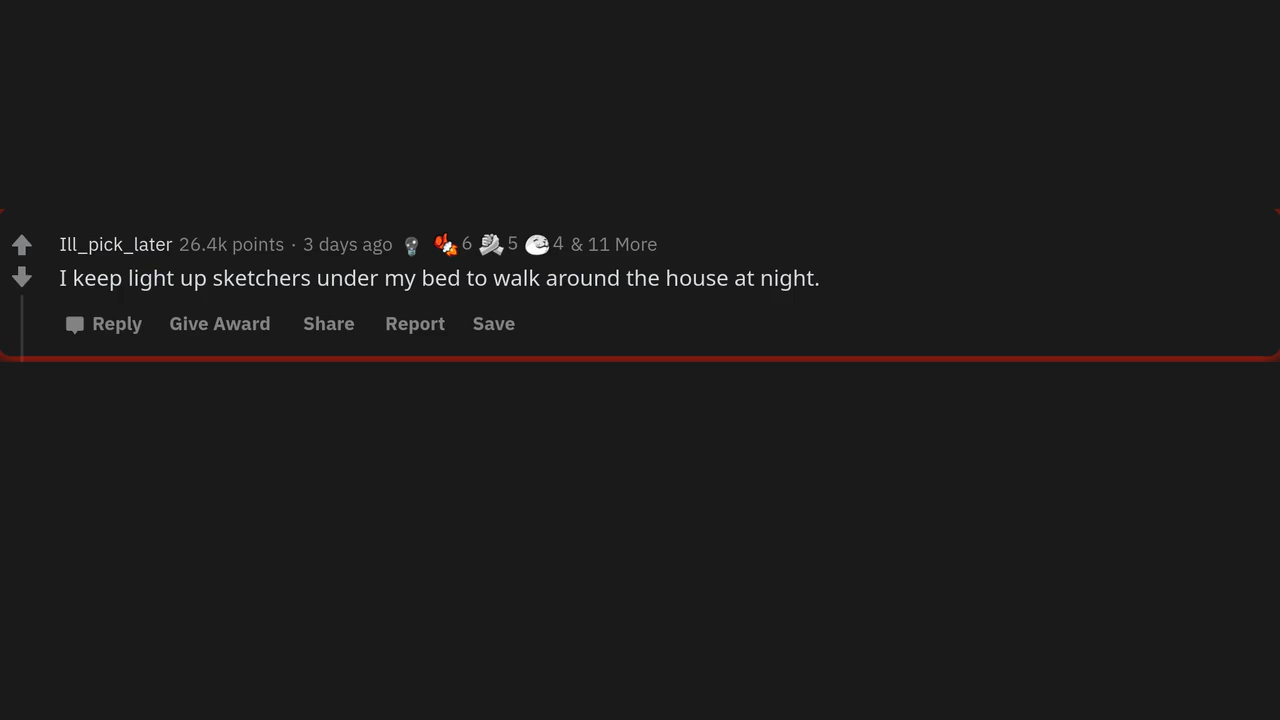 Ill_pick_later 26.4k points · 3 days ago 6 5 4 & 11 More
I keep light up sketchers under my bed to walk around the house at night.
Reply Give Award Share Report Save